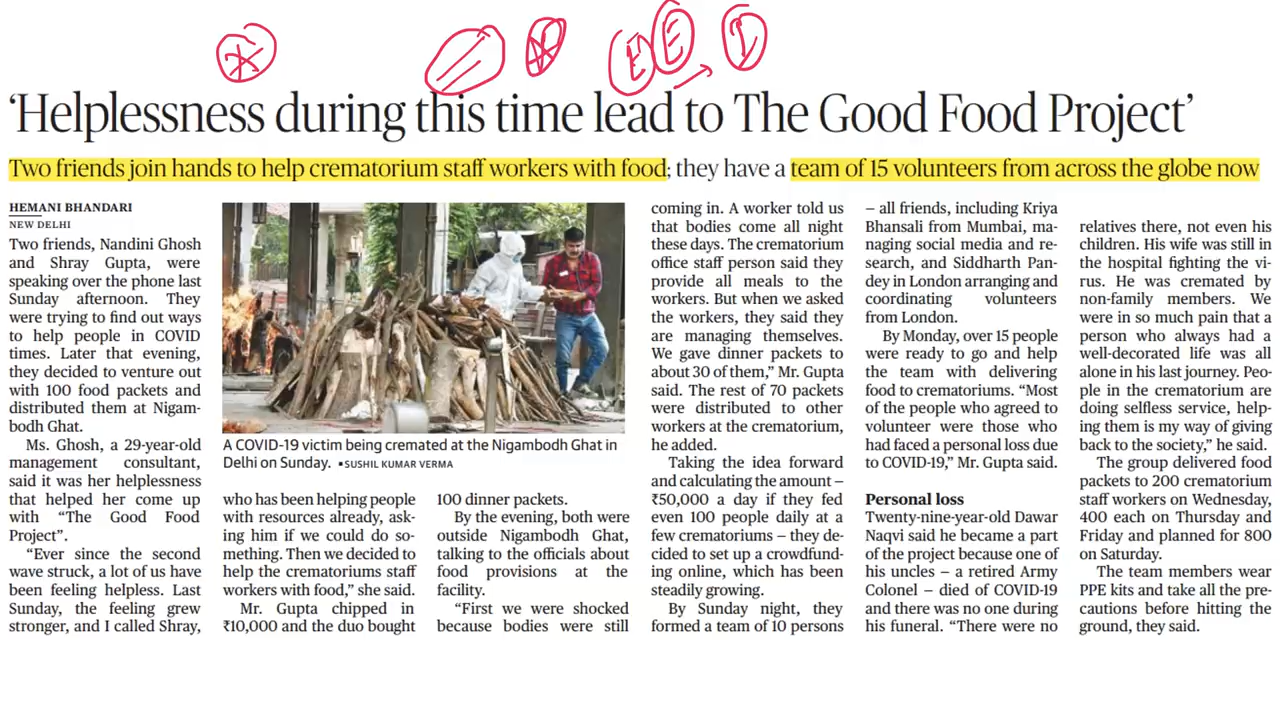 ‘Helplessness during this time lead to The Good Food Project’
Two friends join hands to help crematorium staff workers with food; they have a team of 15 volunteers from across the globe now
HEMANI BHANDARI
NEW DELHI
Two friends, Nandini Ghosh
and Shray Gupta, were
speaking over the phone last
Sunday afternoon. They
were trying to find out ways
to help people in COVID
times. Later that evening,
they decided to venture out
with 100 food packets and
distributed them at Nigam-
bodh Ghat.
Ms. Ghosh, a 29-year-old
management consultant,
said it was her helplessness
that helped her come up
with “The Good Food
Project”.
“Ever since the second
wave struck, a lot of us have
been feeling helpless. Last
Sunday, the feeling grew
stronger, and I called Shray,
A COVID-19 victim being cremated at the Nigambodh Ghat in
Delhi on Sunday. ▪SUSHIL KUMAR VERMA
who has been helping people
with resources already, ask-
ing him if we could do so-
mething. Then we decided to
help the crematoriums staff
workers with food,” she said.
Mr. Gupta chipped in
₹10,000 and the duo bought
100 dinner packets.
By the evening, both were
outside Nigambodh Ghat,
talking to the officials about
food provisions at the
facility.
“First we were shocked
because bodies were still
coming in. A worker told us
that bodies come all night
these days. The crematorium
office staff person said they
provide all meals to the
workers. But when we asked
the workers, they said they
are managing themselves.
We gave dinner packets to
about 30 of them,” Mr. Gupta
said. The rest of 70 packets
were distributed to other
workers at the crematorium,
he added.
Taking the idea forward
and calculating the amount –
₹50,000 a day if they fed
even 100 people daily at a
few crematoriums – they de-
cided to set up a crowdfund-
ing online, which has been
steadily growing.
By Sunday night, they
formed a team of 10 persons
– all friends, including Kriya
Bhansali from Mumbai, ma-
naging social media and re-
search, and Siddharth Pan-
dey in London arranging and
coordinating volunteers
from London.
By Monday, over 15 people
were ready to go and help
the team with delivering
food to crematoriums. “Most
of the people who agreed to
volunteer were those who
had faced a personal loss due
to COVID-19,” Mr. Gupta said.
Personal loss
Twenty-nine-year-old Dawar
Naqvi said he became a part
of the project because one of
his uncles – a retired Army
Colonel – died of COVID-19
and there was no one during
his funeral. “There were no
relatives there, not even his
children. His wife was still in
the hospital fighting the vi-
rus. He was cremated by
non-family members. We
were in so much pain that a
person who always had a
well-decorated life was all
alone in his last journey. Peo-
ple in the crematorium are
doing selfless service, help-
ing them is my way of giving
back to the society,” he said.
The group delivered food
packets to 200 crematorium
staff workers on Wednesday,
400 each on Thursday and
Friday and planned for 800
on Saturday.
The team members wear
PPE kits and take all the pre-
cautions before hitting the
ground, they said.